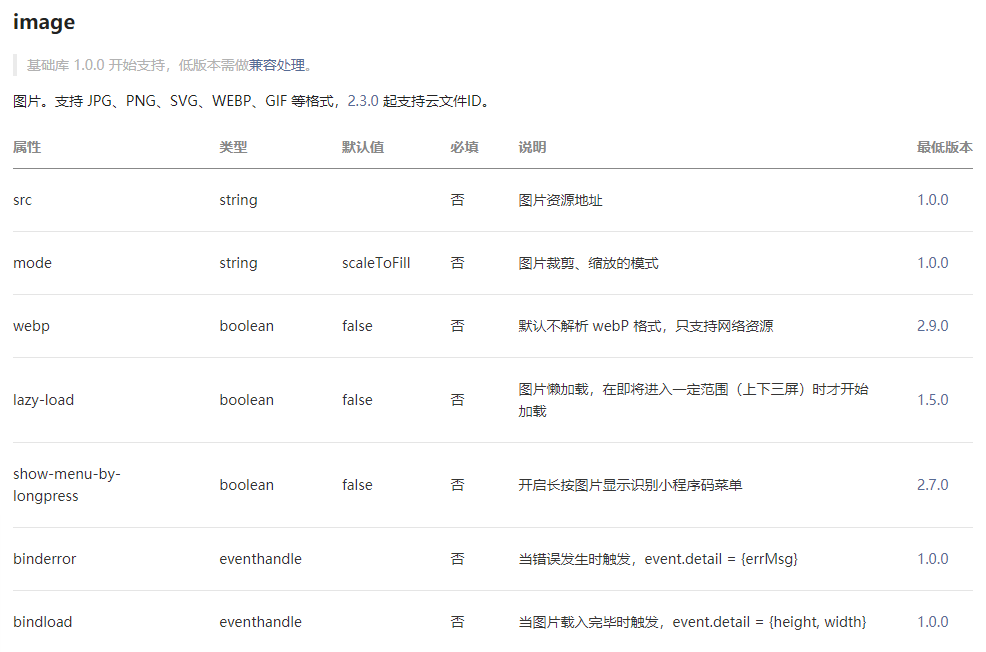 image
基础库 1.0.0 开始支持，低版本需做兼容处理。
图片。支持 JPG、PNG、SVG、WEBP、GIF 等格式，2.3.0 起支持云文件ID。
属性 类型 默认值 必填 说明 最低版本
src string 否 图片资源地址 1.0.0
mode string scaleToFill 否 图片裁剪、缩放的模式 1.0.0
webp boolean false 否 默认不解析 webP 格式，只支持网络资源 2.9.0
lazy-load boolean false 否 图片懒加载，在即将进入一定范围（上下三屏）时才开始
加载 1.5.0
show-menu-by-
longpress boolean false 否 开启长按图片显示识别小程序码菜单 2.7.0
binderror eventhandle 否 当错误发生时触发，event.detail = {errMsg} 1.0.0
bindload eventhandle 否 当图片载入完毕时触发，event.detail = {height, width} 1.0.0